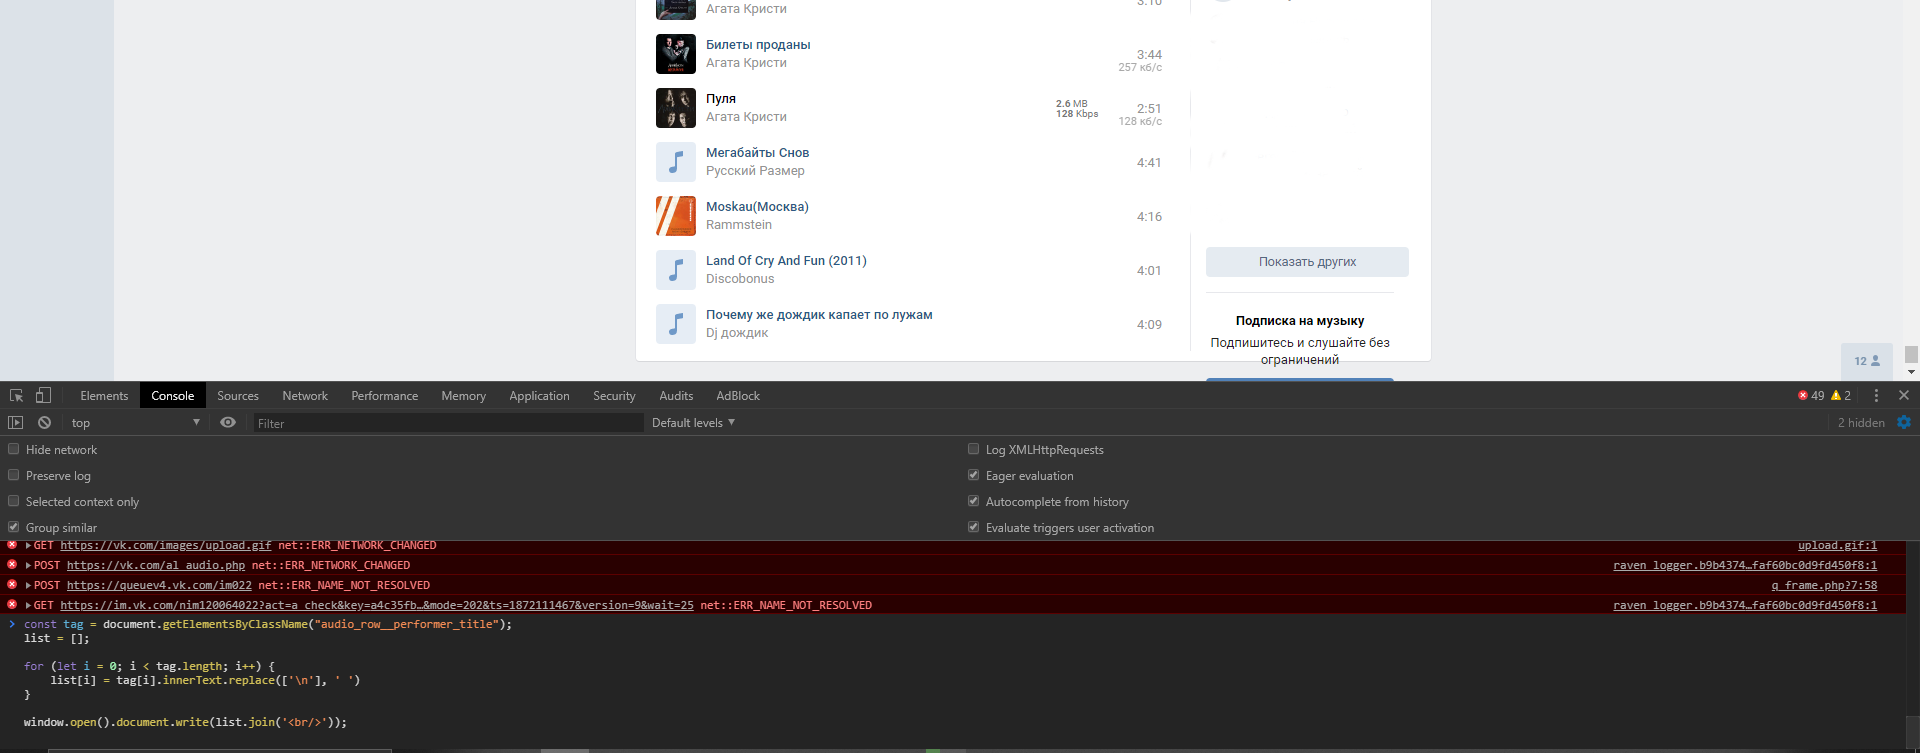 Агата Кристи
3:10
Билеты проданы
Агата Кристи
3:44
257 кб/с
Пуля
Агата Кристи
2.6 MB
128 Kbps
2:51
128 кб/с
Мегабайты Снов
Русский Размер
4:41
Moskau(Москва)
Rammstein
4:16
Land Of Cry And Fun (2011)
Discobonus
4:01
Почему же дождик капает по лужам
Dj дождик
4:09
Показать других
Подписка на музыку
Подпишитесь и слушайте без
ограничений
12
Elements Console Sources Network Performance Memory Application Security Audits AdBlock 49 2
top Filter Default levels 2 hidden
Hide network
Preserve log
Selected context only
Group similar
Log XMLHttpRequests
Eager evaluation
Autocomplete from history
Evaluate triggers user activation
GET https://vk.com/images/upload.gif net::ERR_NETWORK_CHANGED upload.gif:1
POST https://vk.com/al_audio.php net::ERR_NETWORK_CHANGED raven_logger.b9b4374…faf60bc0d9fd450f8:1
POST https://queuev4.vk.com/im022 net::ERR_NAME_NOT_RESOLVED q_frame.php?7:58
GET https://im.vk.com/nim120064022?act=a_check&key=a4c35fb…&mode=202&ts=1872111467&version=9&wait=25 net::ERR_NAME_NOT_RESOLVED raven_logger.b9b4374…faf60bc0d9fd450f8:1
const tag = document.getElementsByClassName("audio_row__performer_title");
list = [];
for (let i = 0; i < tag.length; i++) {
list[i] = tag[i].innerText.replace(['\n'], ' ')
}
window.open().document.write(list.join('<br/>'));